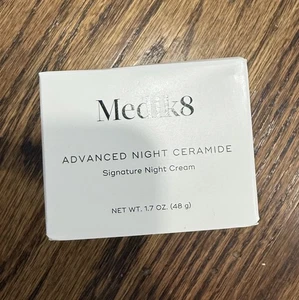 Medik8
ADVANCED NIGHT CERAMIDE
Signature Night Cream
NET WT. 1.7 OZ. (48 g)